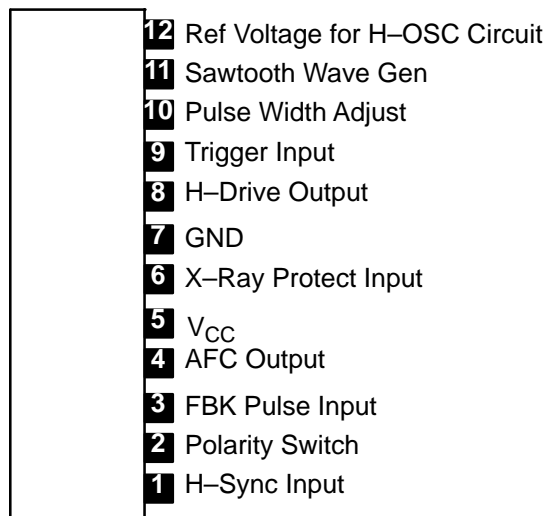 12 Ref Voltage for H–OSC Circuit
11 Sawtooth Wave Gen
10 Pulse Width Adjust
9 Trigger Input
8 H–Drive Output
7 GND
6 X–Ray Protect Input
5 VCC
4 AFC Output
3 FBK Pulse Input
2 Polarity Switch
1 H–Sync Input